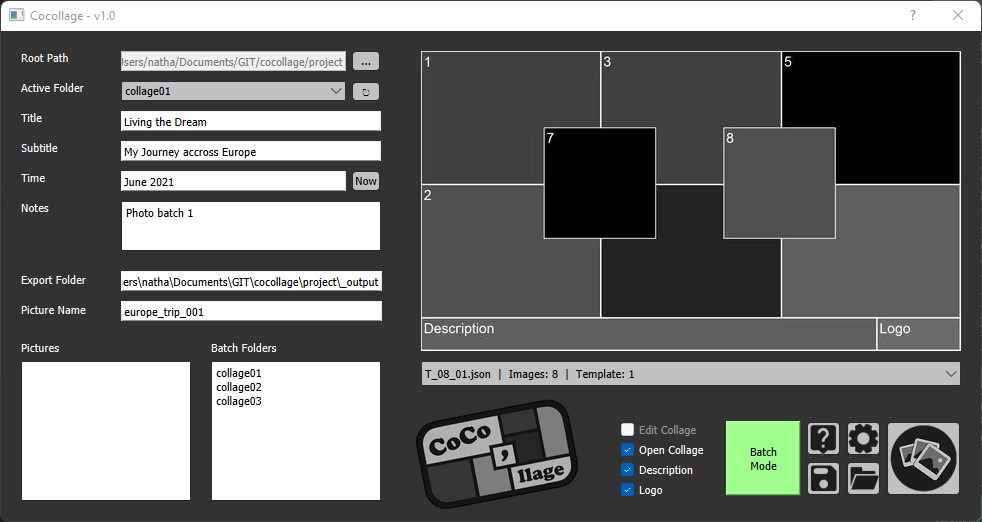 Cocollage - v1.0
?
Root Path
sers/natha/Documents/GIT/cocollage/project
...
Active Folder
collage01
Title
Living the Dream
Subtitle
My Journey accross Europe
Time
June 2021
Now
Notes
Photo batch 1
Export Folder
ers\natha\Documents\GIT\cocollage\project\_output
Picture Name
europe_trip_001
Pictures
Batch Folders
collage01
collage02
collage03
1
3
5
7
8
2
Description
Logo
T_08_01.json | Images: 8 | Template: 1
CoCo
,
llage
Edit Collage
Open Collage
Description
Logo
Batch
Mode
?